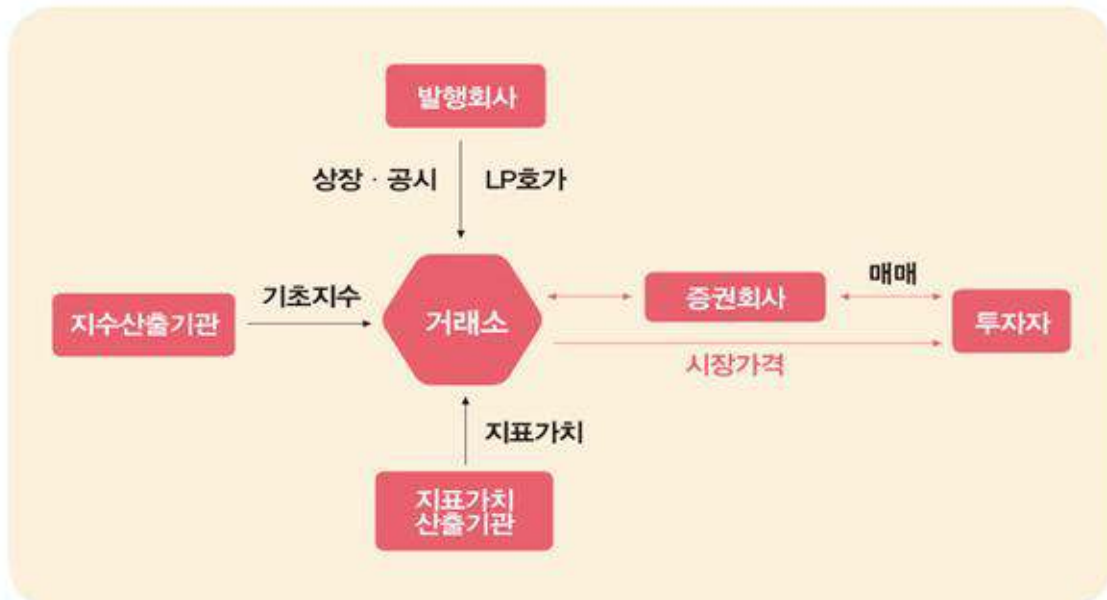 발행회사
상장 · 공시
LP호가
기초지수
매매
지수산출기관
거래소
증권회사
투자자
시장가격
지표가치
지표가치
산출기관